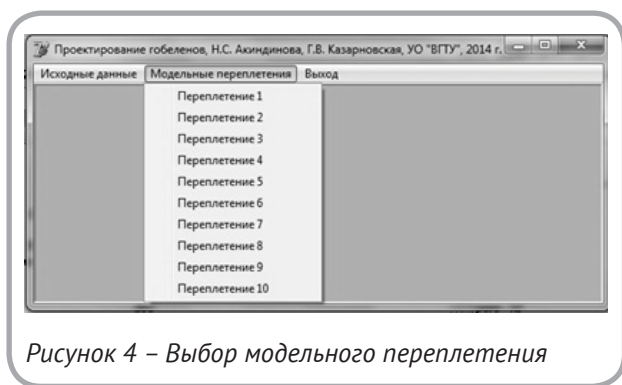 Проектирование гобеленов, Н.С. Акиндинова, Г.В. Казарновская, УО "ВГТУ", 2014 г.
Исходные данные Модельные переплетения Выход
Переплетение 1
Переплетение 2
Переплетение 3
Переплетение 4
Переплетение 5
Переплетение 6
Переплетение 7
Переплетение 8
Переплетение 9
Переплетение 10
Рисунок 4 – Выбор модельного переплетения